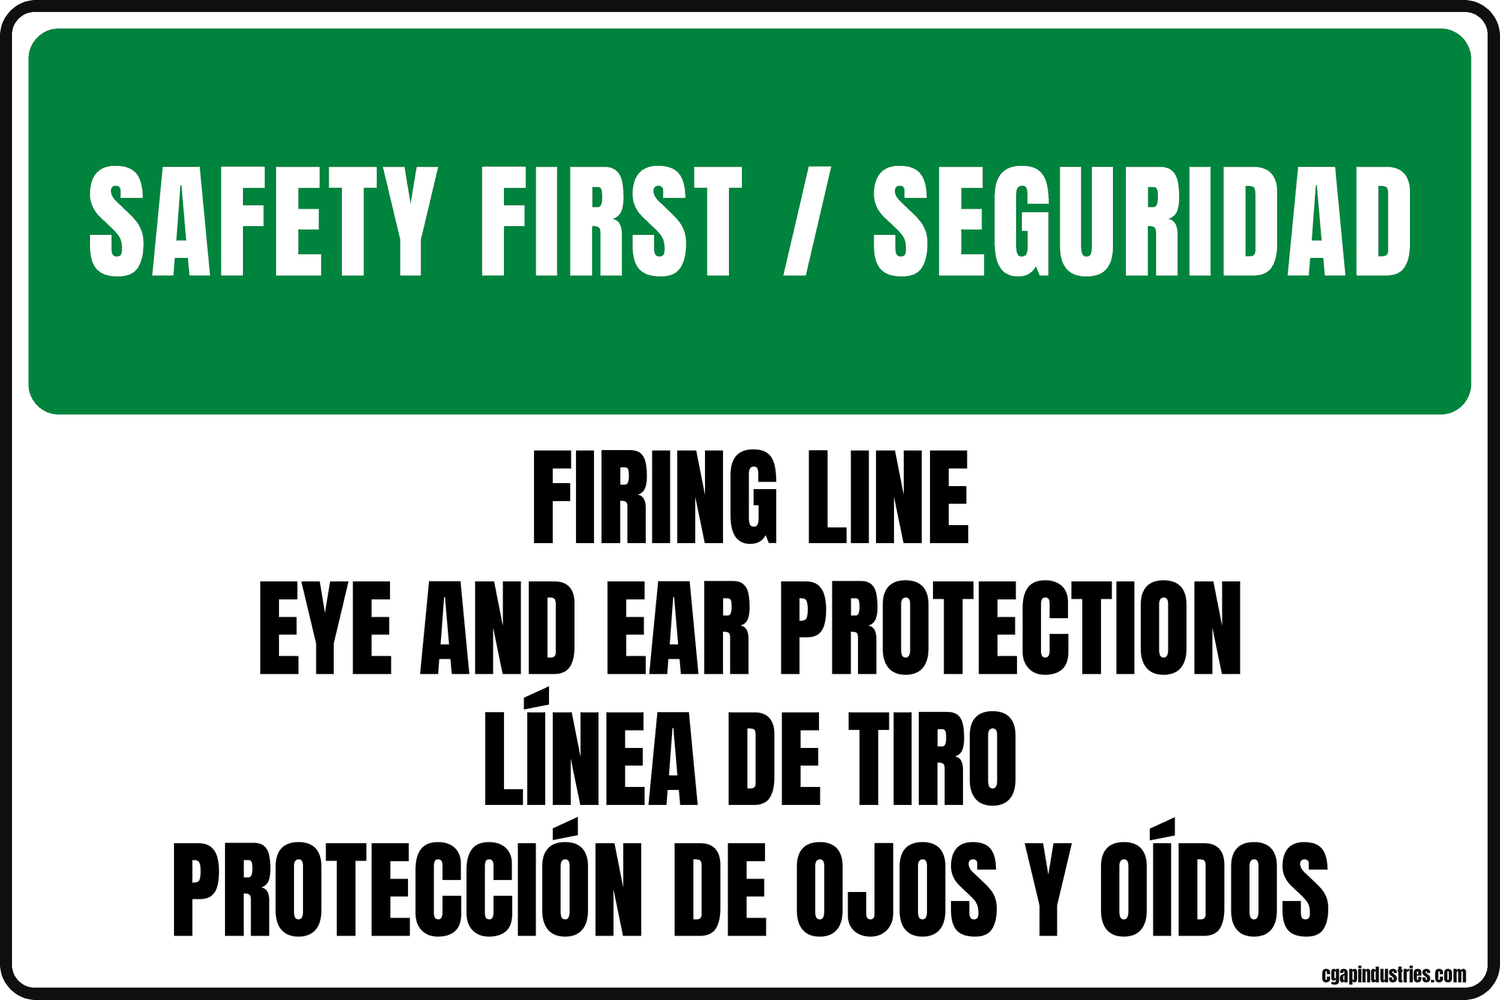 SAFETY FIRST / SEGURIDAD
FIRING LINE
EYE AND EAR PROTECTION
LÍNEA DE TIRO
PROTECCIÓN DE OJOS Y OÍDOS
cgapindustries.com